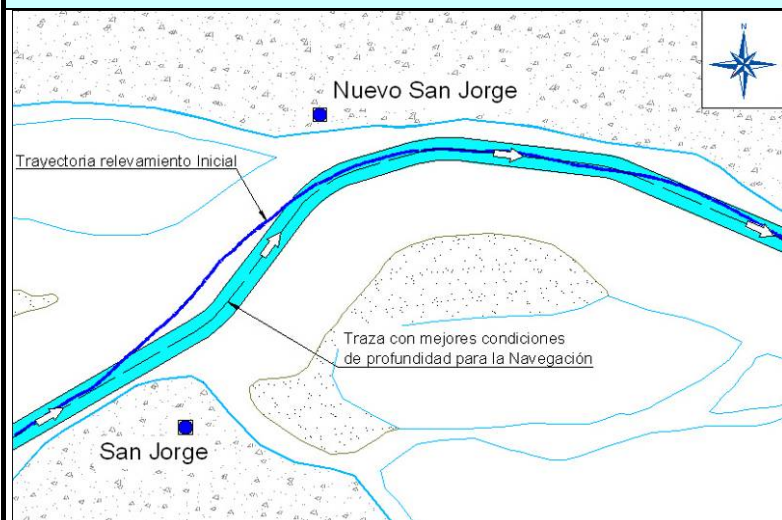 N
Nuevo San Jorge
Trayectoria relevamiento Inicial
Traza con mejores condiciones
de profundidad para la Navegación
San Jorge